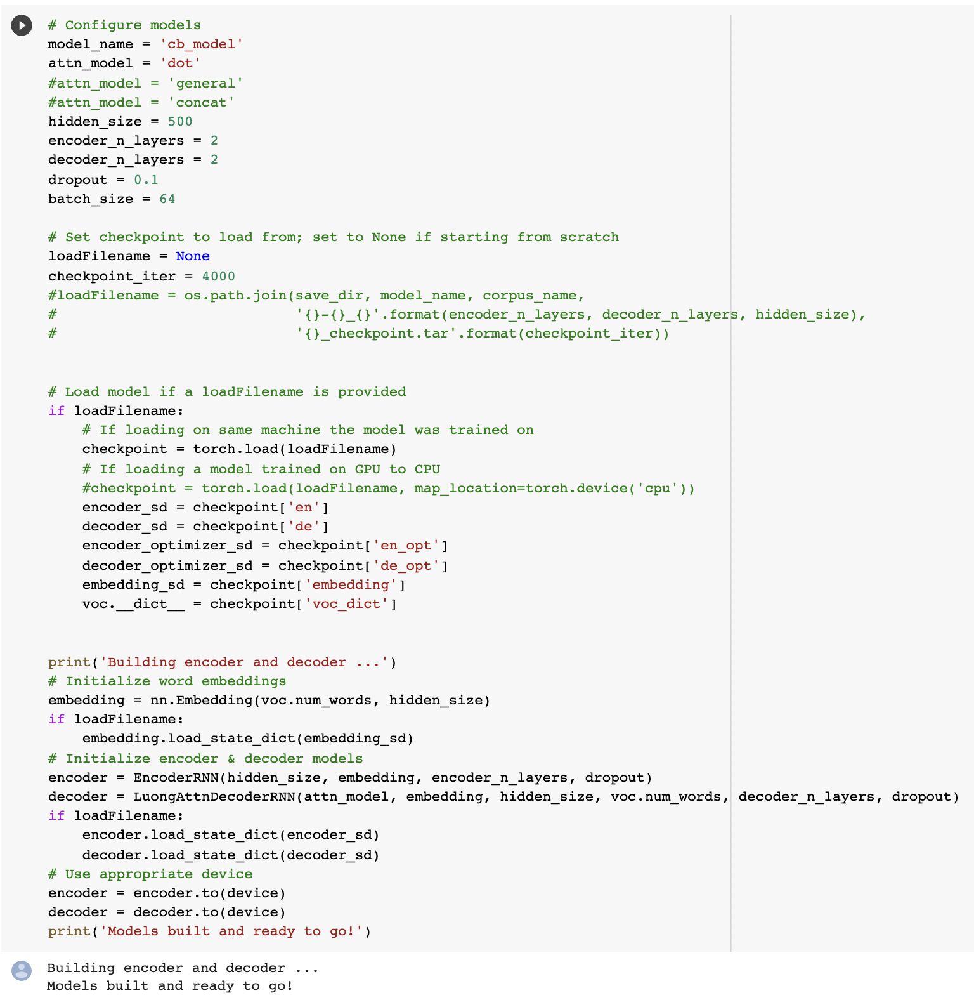 # Configure models
model_name = 'cb_model'
attn_model = 'dot'
#attn_model = 'general'
#attn_model = 'concat'
hidden_size = 500
encoder_n_layers = 2
decoder_n_layers = 2
dropout = 0.1
batch_size = 64

# Set checkpoint to load from; set to None if starting from scratch
loadFilename = None
checkpoint_iter = 4000
#loadFilename = os.path.join(save_dir, model_name, corpus_name,
#                            '{}-{}_{}'.format(encoder_n_layers, decoder_n_layers, hidden_size),
#                            '{}_checkpoint.tar'.format(checkpoint_iter))


# Load model if a loadFilename is provided
if loadFilename:
    # If loading on same machine the model was trained on
    checkpoint = torch.load(loadFilename)
    # If loading a model trained on GPU to CPU
    #checkpoint = torch.load(loadFilename, map_location=torch.device('cpu'))
    encoder_sd = checkpoint['en']
    decoder_sd = checkpoint['de']
    encoder_optimizer_sd = checkpoint['en_opt']
    decoder_optimizer_sd = checkpoint['de_opt']
    embedding_sd = checkpoint['embedding']
    voc.__dict__ = checkpoint['voc_dict']


print('Building encoder and decoder ...')
# Initialize word embeddings
embedding = nn.Embedding(voc.num_words, hidden_size)
if loadFilename:
    embedding.load_state_dict(embedding_sd)
# Initialize encoder & decoder models
encoder = EncoderRNN(hidden_size, embedding, encoder_n_layers, dropout)
decoder = LuongAttnDecoderRNN(attn_model, embedding, hidden_size, voc.num_words, decoder_n_layers, dropout)
if loadFilename:
    encoder.load_state_dict(encoder_sd)
    decoder.load_state_dict(decoder_sd)
# Use appropriate device
encoder = encoder.to(device)
decoder = decoder.to(device)
print('Models built and ready to go!')
Building encoder and decoder ...
Models built and ready to go!